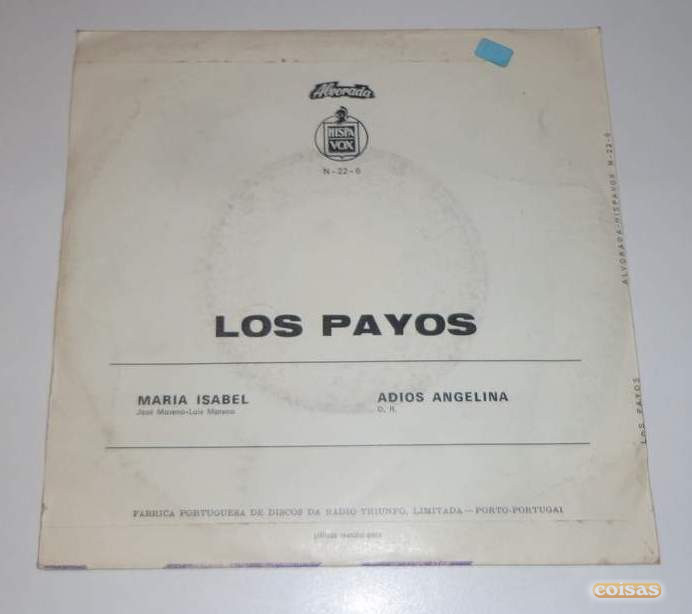 Alvorada
HISPA
VOX
N-22-6
LOS PAYOS
MARIA ISABEL
José Moreno-Luis Moreno
ADIOS ANGELINA
D. R.
FABRICA PORTUGUESA DE DISCOS DA RADIO TRIUNFO, LIMITADA — PORTO-PORTUGAL
ALVORADA-HISPAVOX N-22-6
LOS PAYOS
coisas